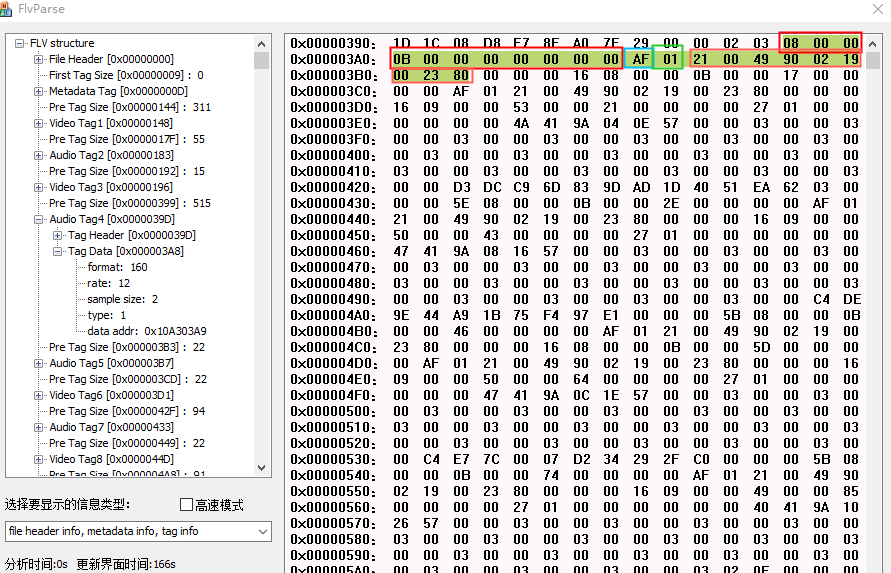 FlvParse
FLV structure
File Header [0x00000000]
First Tag Size [0x00000009] : 0
Metadata Tag [0x0000000D]
Pre Tag Size [0x00000144] : 311
Video Tag1 [0x00000148]
Pre Tag Size [0x0000017F] : 55
Audio Tag2 [0x00000183]
Pre Tag Size [0x00000192] : 15
Video Tag3 [0x00000196]
Pre Tag Size [0x00000399] : 515
Audio Tag4 [0x0000039D]
Tag Header [0x0000039D]
Tag Data [0x000003A8]
format: 160
rate: 12
sample size: 2
type: 1
data addr: 0x10A303A9
Pre Tag Size [0x000003B3] : 22
Audio Tag5 [0x000003B7]
Pre Tag Size [0x000003CD] : 22
Video Tag6 [0x000003D1]
Pre Tag Size [0x0000042F] : 94
Audio Tag7 [0x00000433]
Pre Tag Size [0x00000449] : 22
Video Tag8 [0x0000044D]
Pre Tag Size [0x000004A8] : 91
选择要显示的信息类型:
高速模式
file header info, metadata info, tag info
分析时间:0s 更新界面时间:166s
0x00000390: 1D 1C 08 D8 E7 8F A0 7F 29 00 00 02 03 08 00 00
0x000003A0: 0B 00 00 00 00 00 00 AF 01 21 00 49 90 02 19
0x000003B0: 00 23 80 00 00 00 16 08 00 00 0B 00 00 17 00 00
0x000003C0: 00 00 AF 01 21 00 49 90 02 19 00 23 80 00 00 00
0x000003D0: 16 09 00 00 53 00 00 21 00 00 00 00 27 01 00 00
0x000003E0: 00 00 00 00 4A 41 9A 04 0E 57 00 00 03 00 00 03
0x000003F0: 00 00 03 00 00 03 00 00 03 00 00 03 00 00 03 00
0x00000400: 00 03 00 00 03 00 00 03 00 00 03 00 00 03 00 00
0x00000410: 03 00 00 03 00 00 03 00 00 03 00 00 03 00 00 03
0x00000420: 00 00 D3 DC C9 6D 83 9D AD 1D 40 51 EA 62 03 00
0x00000430: 00 00 5E 08 00 00 0B 00 00 2E 00 00 00 00 AF 01
0x00000440: 21 00 49 90 02 19 00 23 80 00 00 00 16 09 00 00
0x00000450: 50 00 00 43 00 00 00 00 27 01 00 00 00 00 00 00
0x00000460: 47 41 9A 08 16 57 00 00 03 00 00 03 00 00 03 00
0x00000470: 00 03 00 00 03 00 00 03 00 00 03 00 00 03 00 00
0x00000480: 03 00 00 03 00 00 03 00 00 03 00 00 03 00 00 03
0x00000490: 00 00 03 00 00 03 00 00 03 00 00 03 00 00 C4 DE
0x000004A0: 9E 44 A9 1B 75 F4 97 E1 00 00 00 5B 08 00 00 0B
0x000004B0: 00 00 46 00 00 00 00 AF 01 21 00 49 90 02 19 00
0x000004C0: 23 80 00 00 00 16 08 00 00 0B 00 00 5D 00 00 00
0x000004D0: 00 AF 01 21 00 49 90 02 19 00 23 80 00 00 00 16
0x000004E0: 09 00 00 50 00 00 64 00 00 00 00 27 01 00 00 00
0x000004F0: 00 00 00 47 41 9A 0C 1E 57 00 00 03 00 00 03 00
0x00000500: 00 03 00 00 03 00 00 03 00 00 03 00 00 03 00 00
0x00000510: 03 00 00 03 00 00 03 00 00 03 00 00 03 00 00 03
0x00000520: 00 00 03 00 00 03 00 00 03 00 00 03 00 00 03 00
0x00000530: 00 C4 E7 7C 00 07 D2 34 29 2F C0 00 00 00 5B 08
0x00000540: 00 00 0B 00 00 74 00 00 00 00 AF 01 21 00 49 90
0x00000550: 02 19 00 23 80 00 00 00 16 09 00 00 49 00 00 85
0x00000560: 00 00 00 00 27 01 00 00 00 00 00 00 40 41 9A 10
0x00000570: 26 57 00 00 03 00 00 03 00 00 03 00 00 03 00 00
0x00000580: 03 00 00 03 00 00 03 00 00 03 00 00 03 00 00 03
0x00000590: 00 00 03 00 00 03 00 00 03 00 00 03 00 00 03 00
0x000005A0: 00 03 00 00 03 00 00 03 00 00 03 00 03 02 0E 00